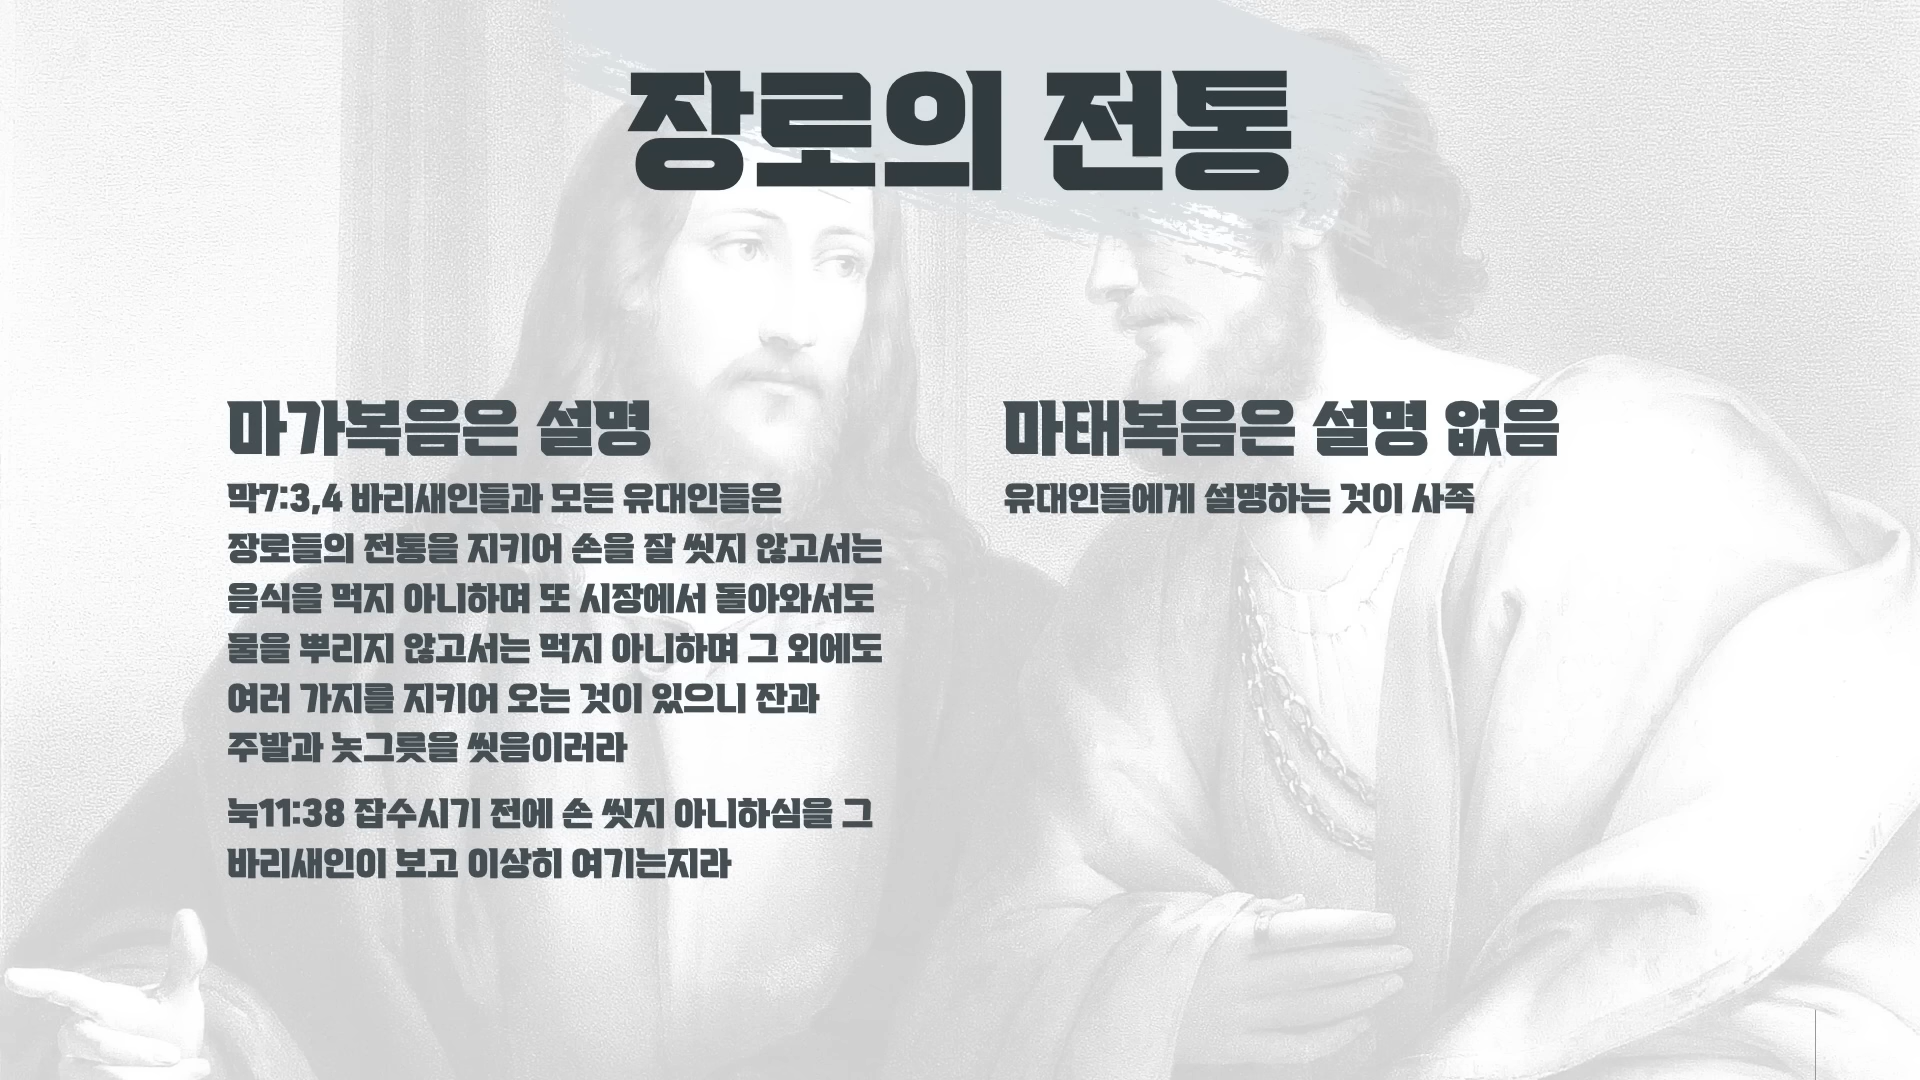 장로의 전통
마가복음은 설명
막7:3,4 바리새인들과 모든 유대인들은
장로들의 전통을 지키어 손을 잘 씻지 않고서는
음식을 먹지 아니하며 또 시장에서 돌아와서도
물을 뿌리지 않고서는 먹지 아니하며 그 외에도
여러 가지를 지키어 오는 것이 있으니 잔과
주발과 놋그릇을 씻음이러라
눅11:38 잡수시기 전에 손 씻지 아니하심을 그
바리새인이 보고 이상히 여기는지라
마태복음은 설명 없음
유대인들에게 설명하는 것이 사족